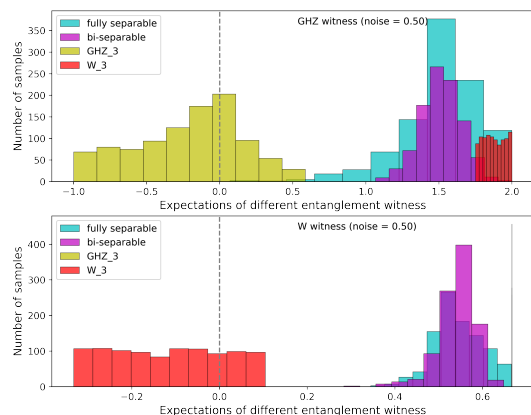 GHZ witness (noise = 0.50)
fully separable
bi-separable
GHZ_3
W_3
Number of samples
350
300
250
200
150
100
50
0
−1.0 −0.5 0.0 0.5 1.0 1.5 2.0
Expectations of different entanglement witness
W witness (noise = 0.50)
fully separable
bi-separable
GHZ_3
W_3
Number of samples
400
300
200
100
0
−0.2 0.0 0.2 0.4 0.6
Expectations of different entanglement witness